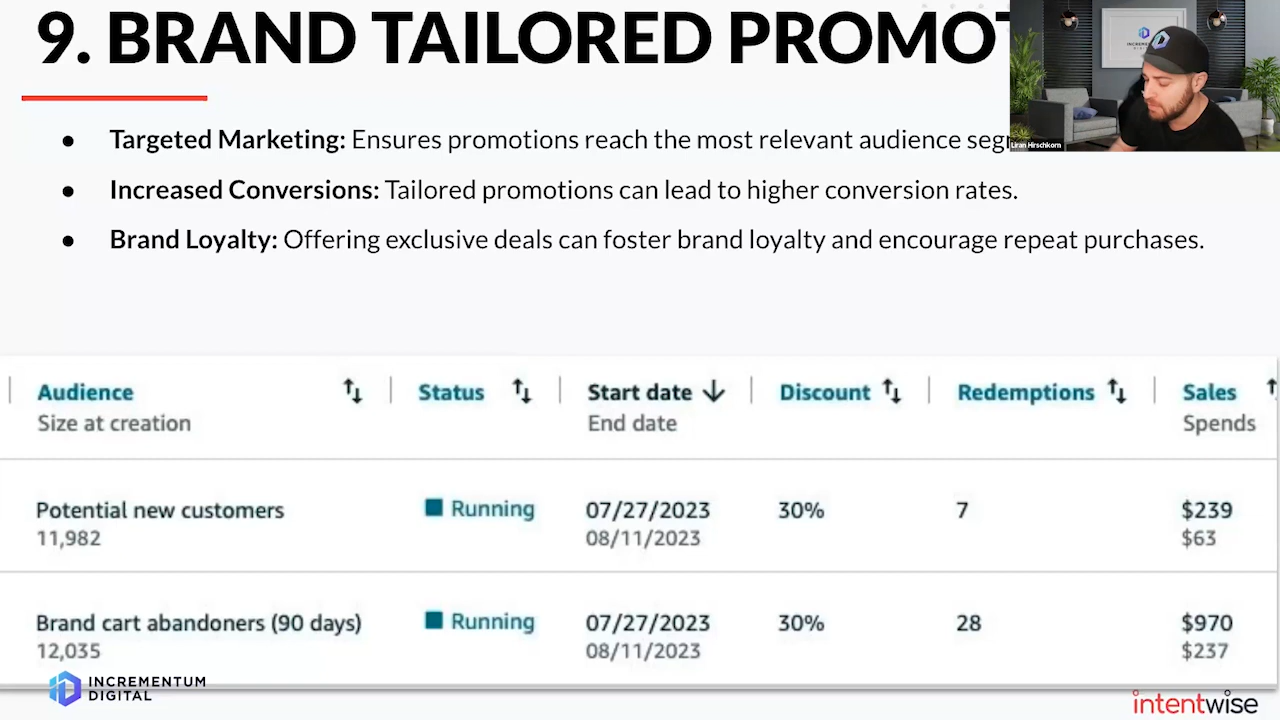 9. BRAND TAILORED PROMOT
INCREMENTUM
Liran Hirschkorn
● Targeted Marketing: Ensures promotions reach the most relevant audience seg
● Increased Conversions: Tailored promotions can lead to higher conversion rates.
● Brand Loyalty: Offering exclusive deals can foster brand loyalty and encourage repeat purchases.
Audience Status Start date Discount Redemptions Sales
Size at creation End date Spends
Potential new customers Running 07/27/2023 30% 7 $239
11,982 08/11/2023 $63
Brand cart abandoners (90 days) Running 07/27/2023 30% 28 $970
12,035 08/11/2023 $237
INCREMENTUM
DIGITAL
intentwise